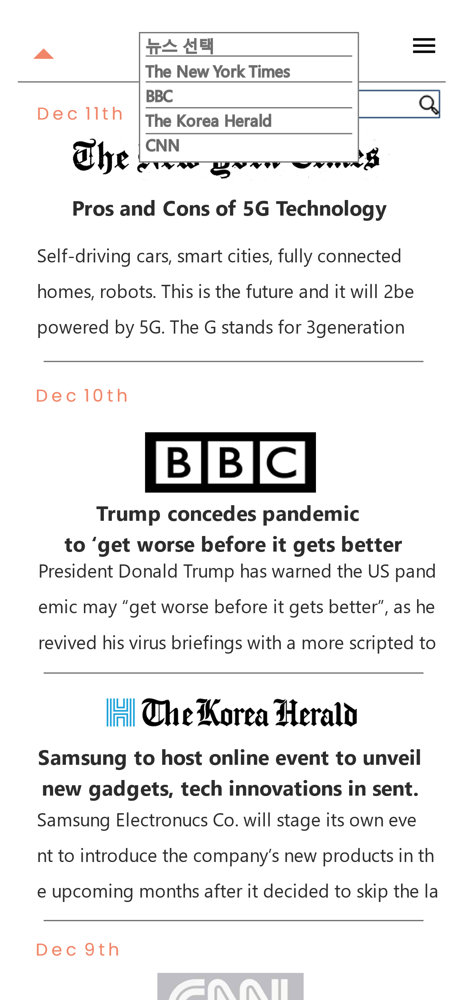 뉴스 선택
The New York Times
BBC
The Korea Herald
CNN
Dec 11th
The New York Times
Pros and Cons of 5G Technology
Self-driving cars, smart cities, fully connected
homes, robots. This is the future and it will 2be
powered by 5G. The G stands for 3generation
Dec 10th
BBC
Trump concedes pandemic
to ‘get worse before it gets better
President Donald Trump has warned the US pand
emic may “get worse before it gets better”, as he
revived his virus briefings with a more scripted to
The Korea Herald
Samsung to host online event to unveil
new gadgets, tech innovations in sent.
Samsung Electronucs Co. will stage its own eve
nt to introduce the company’s new products in th
e upcoming months after it decided to skip the la
Dec 9th
CNN